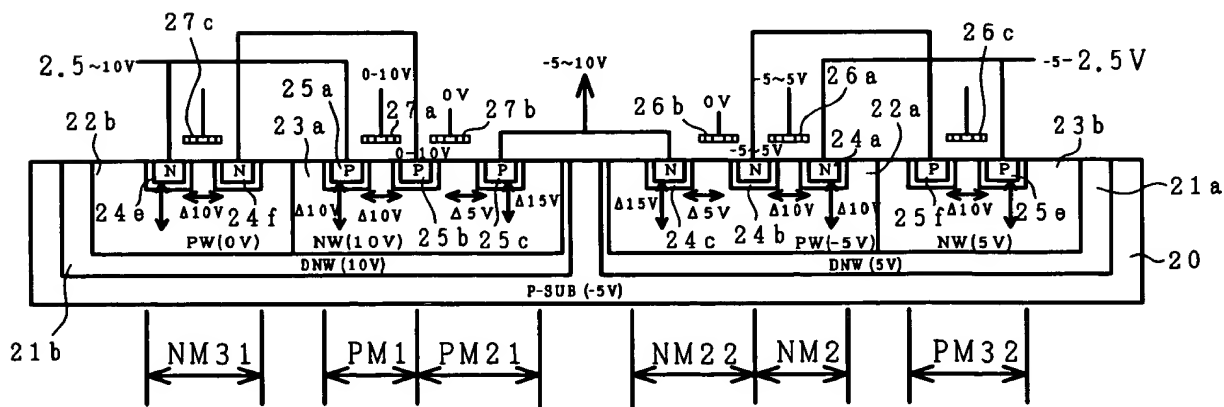 27c 26c
2.5~10V 0-10V -5~10V -5~5V -5-2.5V
25a 27a 0V 27b 26b 0V 26a 22a
22b 23a 24a 23b
0-10V -5~5V
N N P P P N N N P P
21a
24e 24f Δ10V Δ10V Δ10V Δ5V Δ15V Δ15V Δ5V Δ10V Δ10V 25f Δ10V 25e
PW(0V) NW(10V) 25b 25c 24c 24b PW(-5V) NW(5V)
DNW(10V) DNW(5V) 20
P-SUB(-5V)
21b
NM31 PM1 PM21 NM22 NM2 PM32